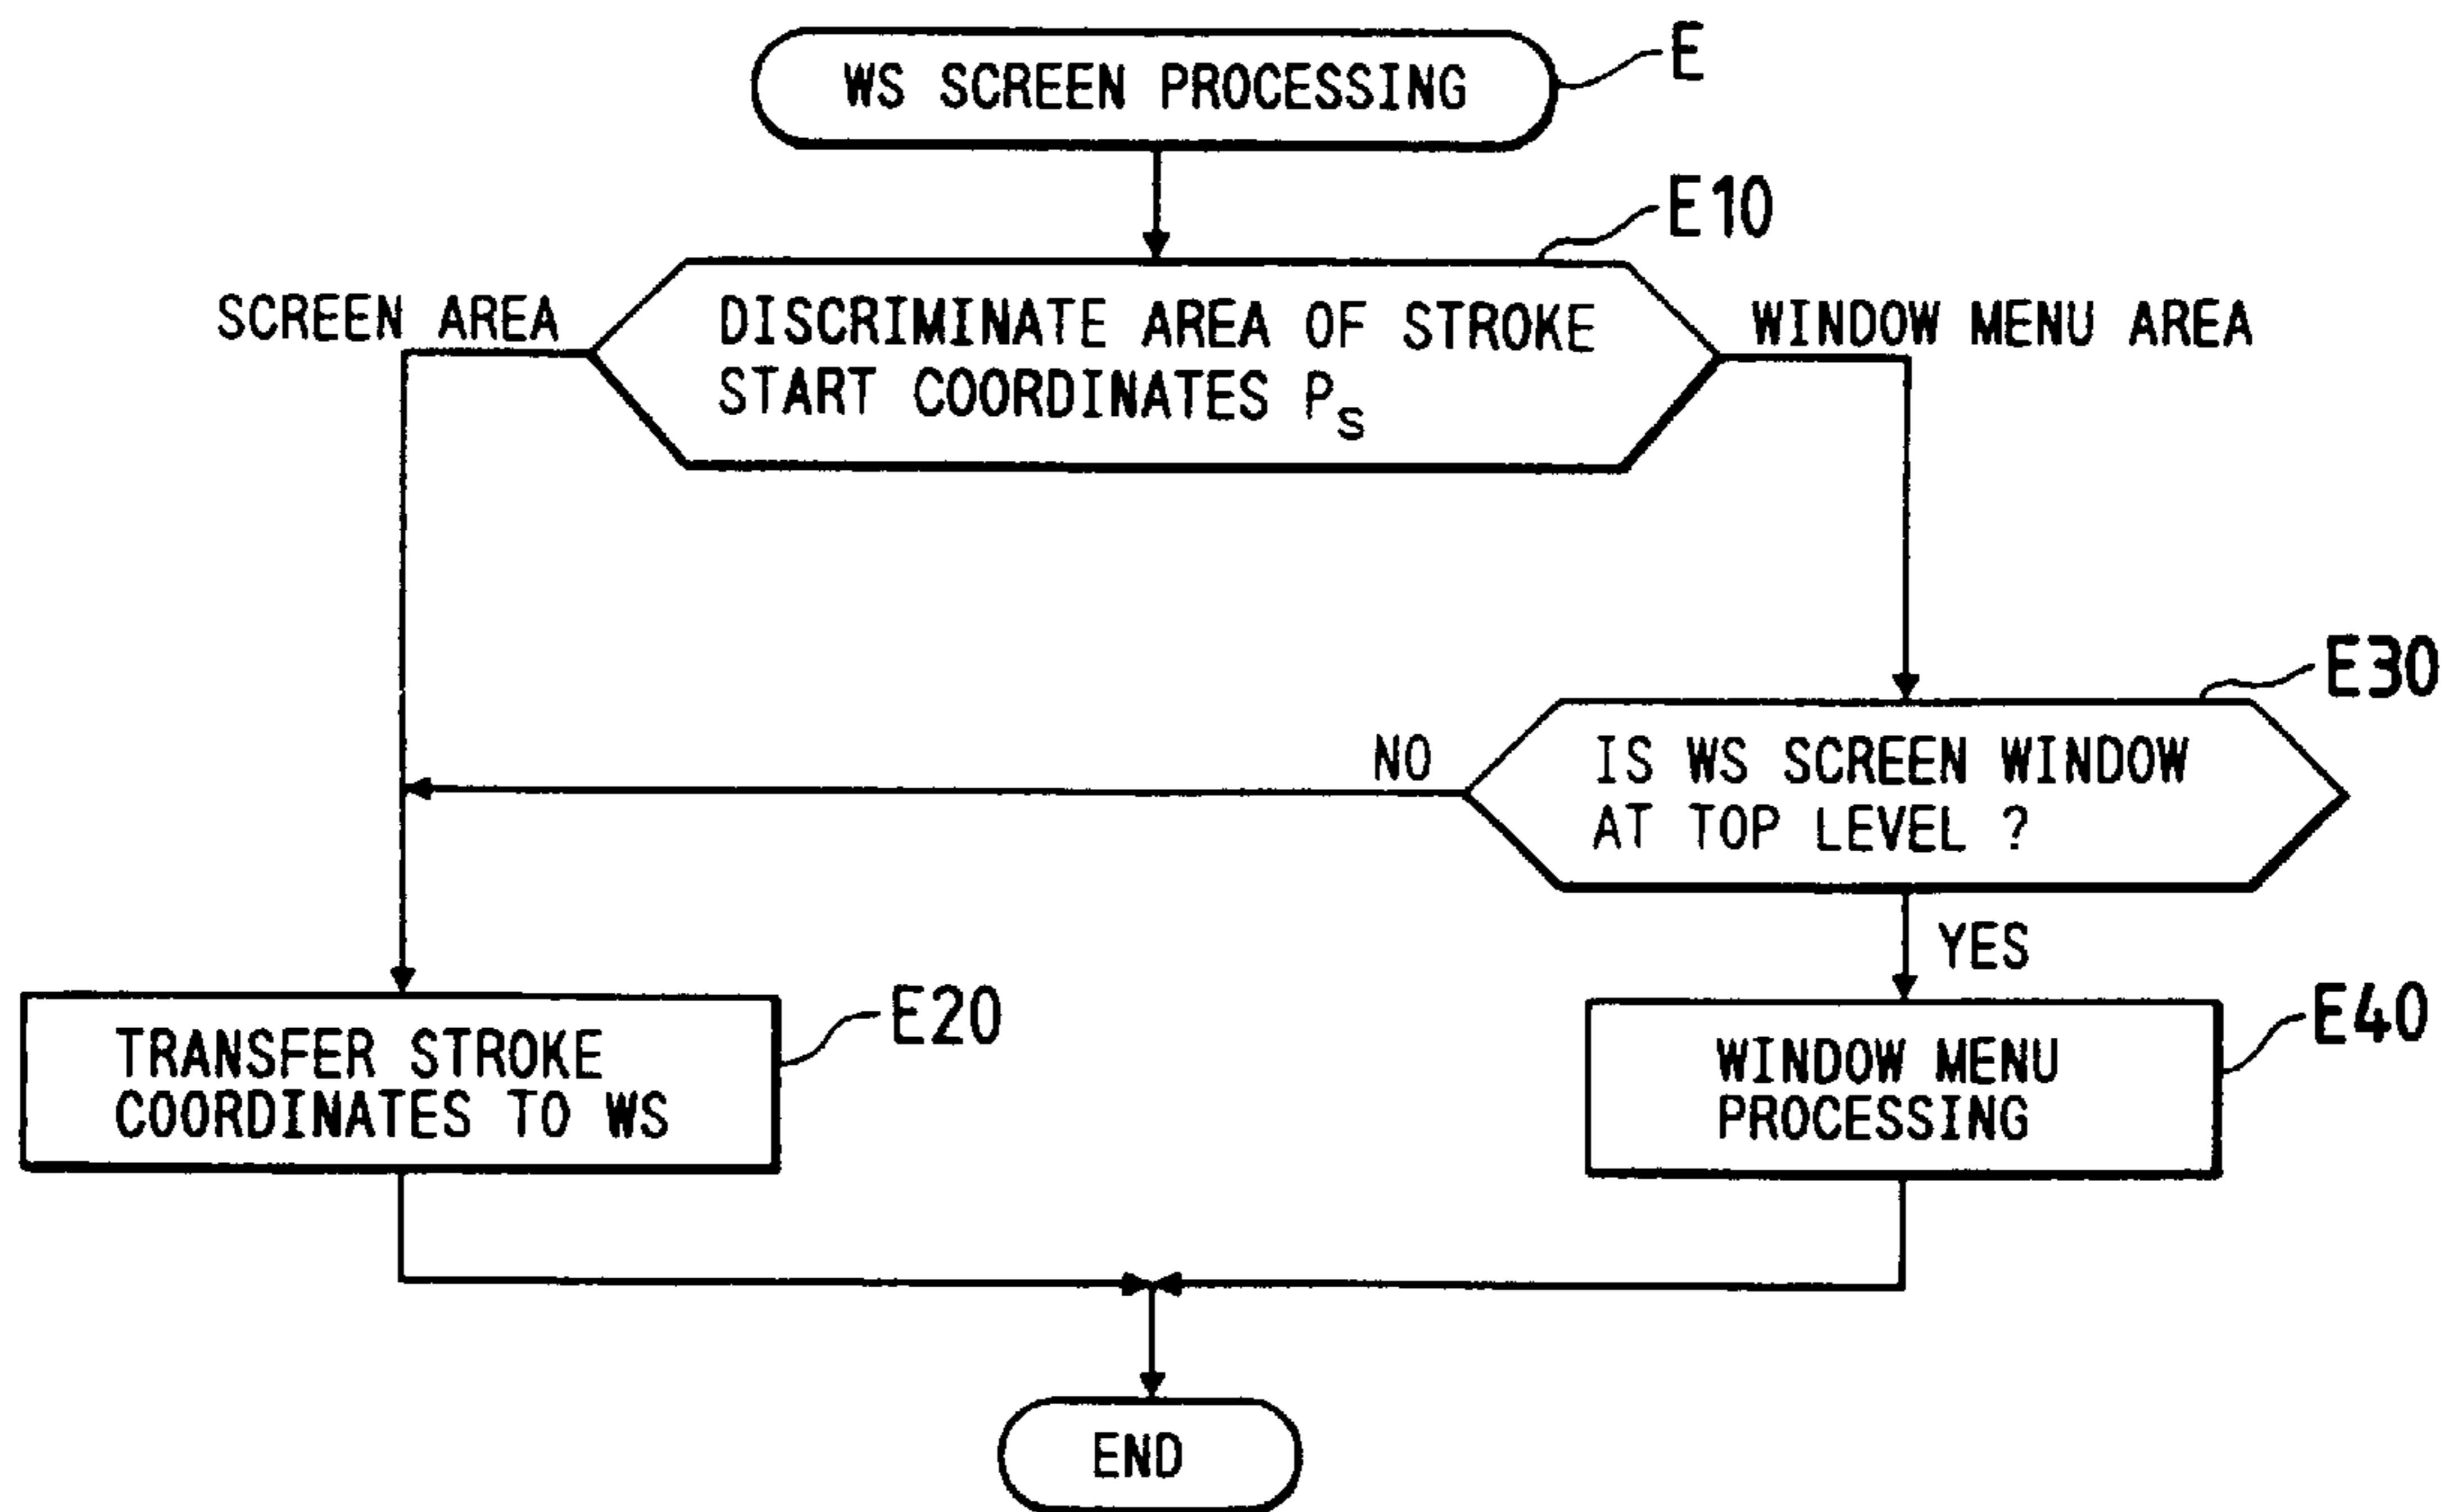 WS SCREEN PROCESSING
E
E10
SCREEN AREA
DISCRIMINATE AREA OF STROKE
START COORDINATES PS
WINDOW MENU AREA
E30
NO
IS WS SCREEN WINDOW
AT TOP LEVEL ?
YES
E20
TRANSFER STROKE
COORDINATES TO WS
E40
WINDOW MENU
PROCESSING
END